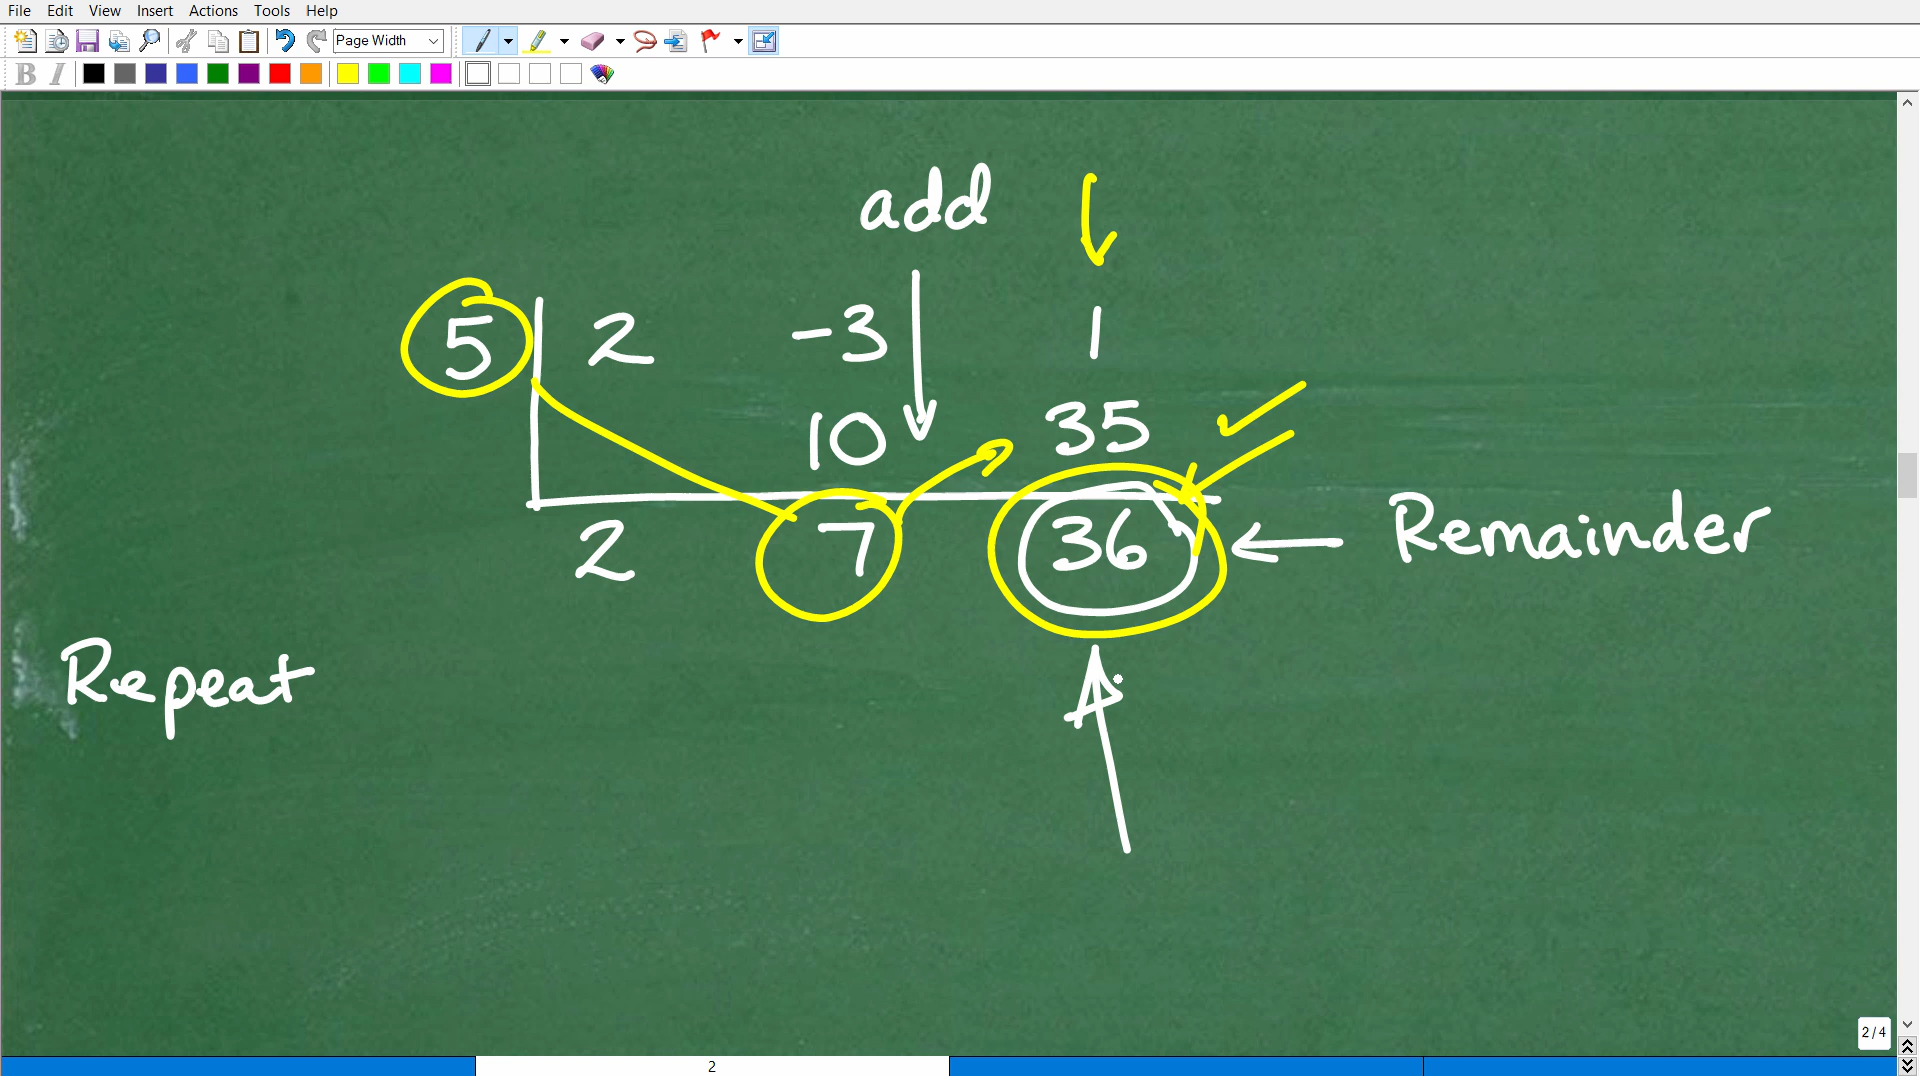 File Edit View Insert Actions Tools Help
Page Width
B I
add
5 2 -3 1
10 35
2 7 36 Remainder
Repeat
2/4
2